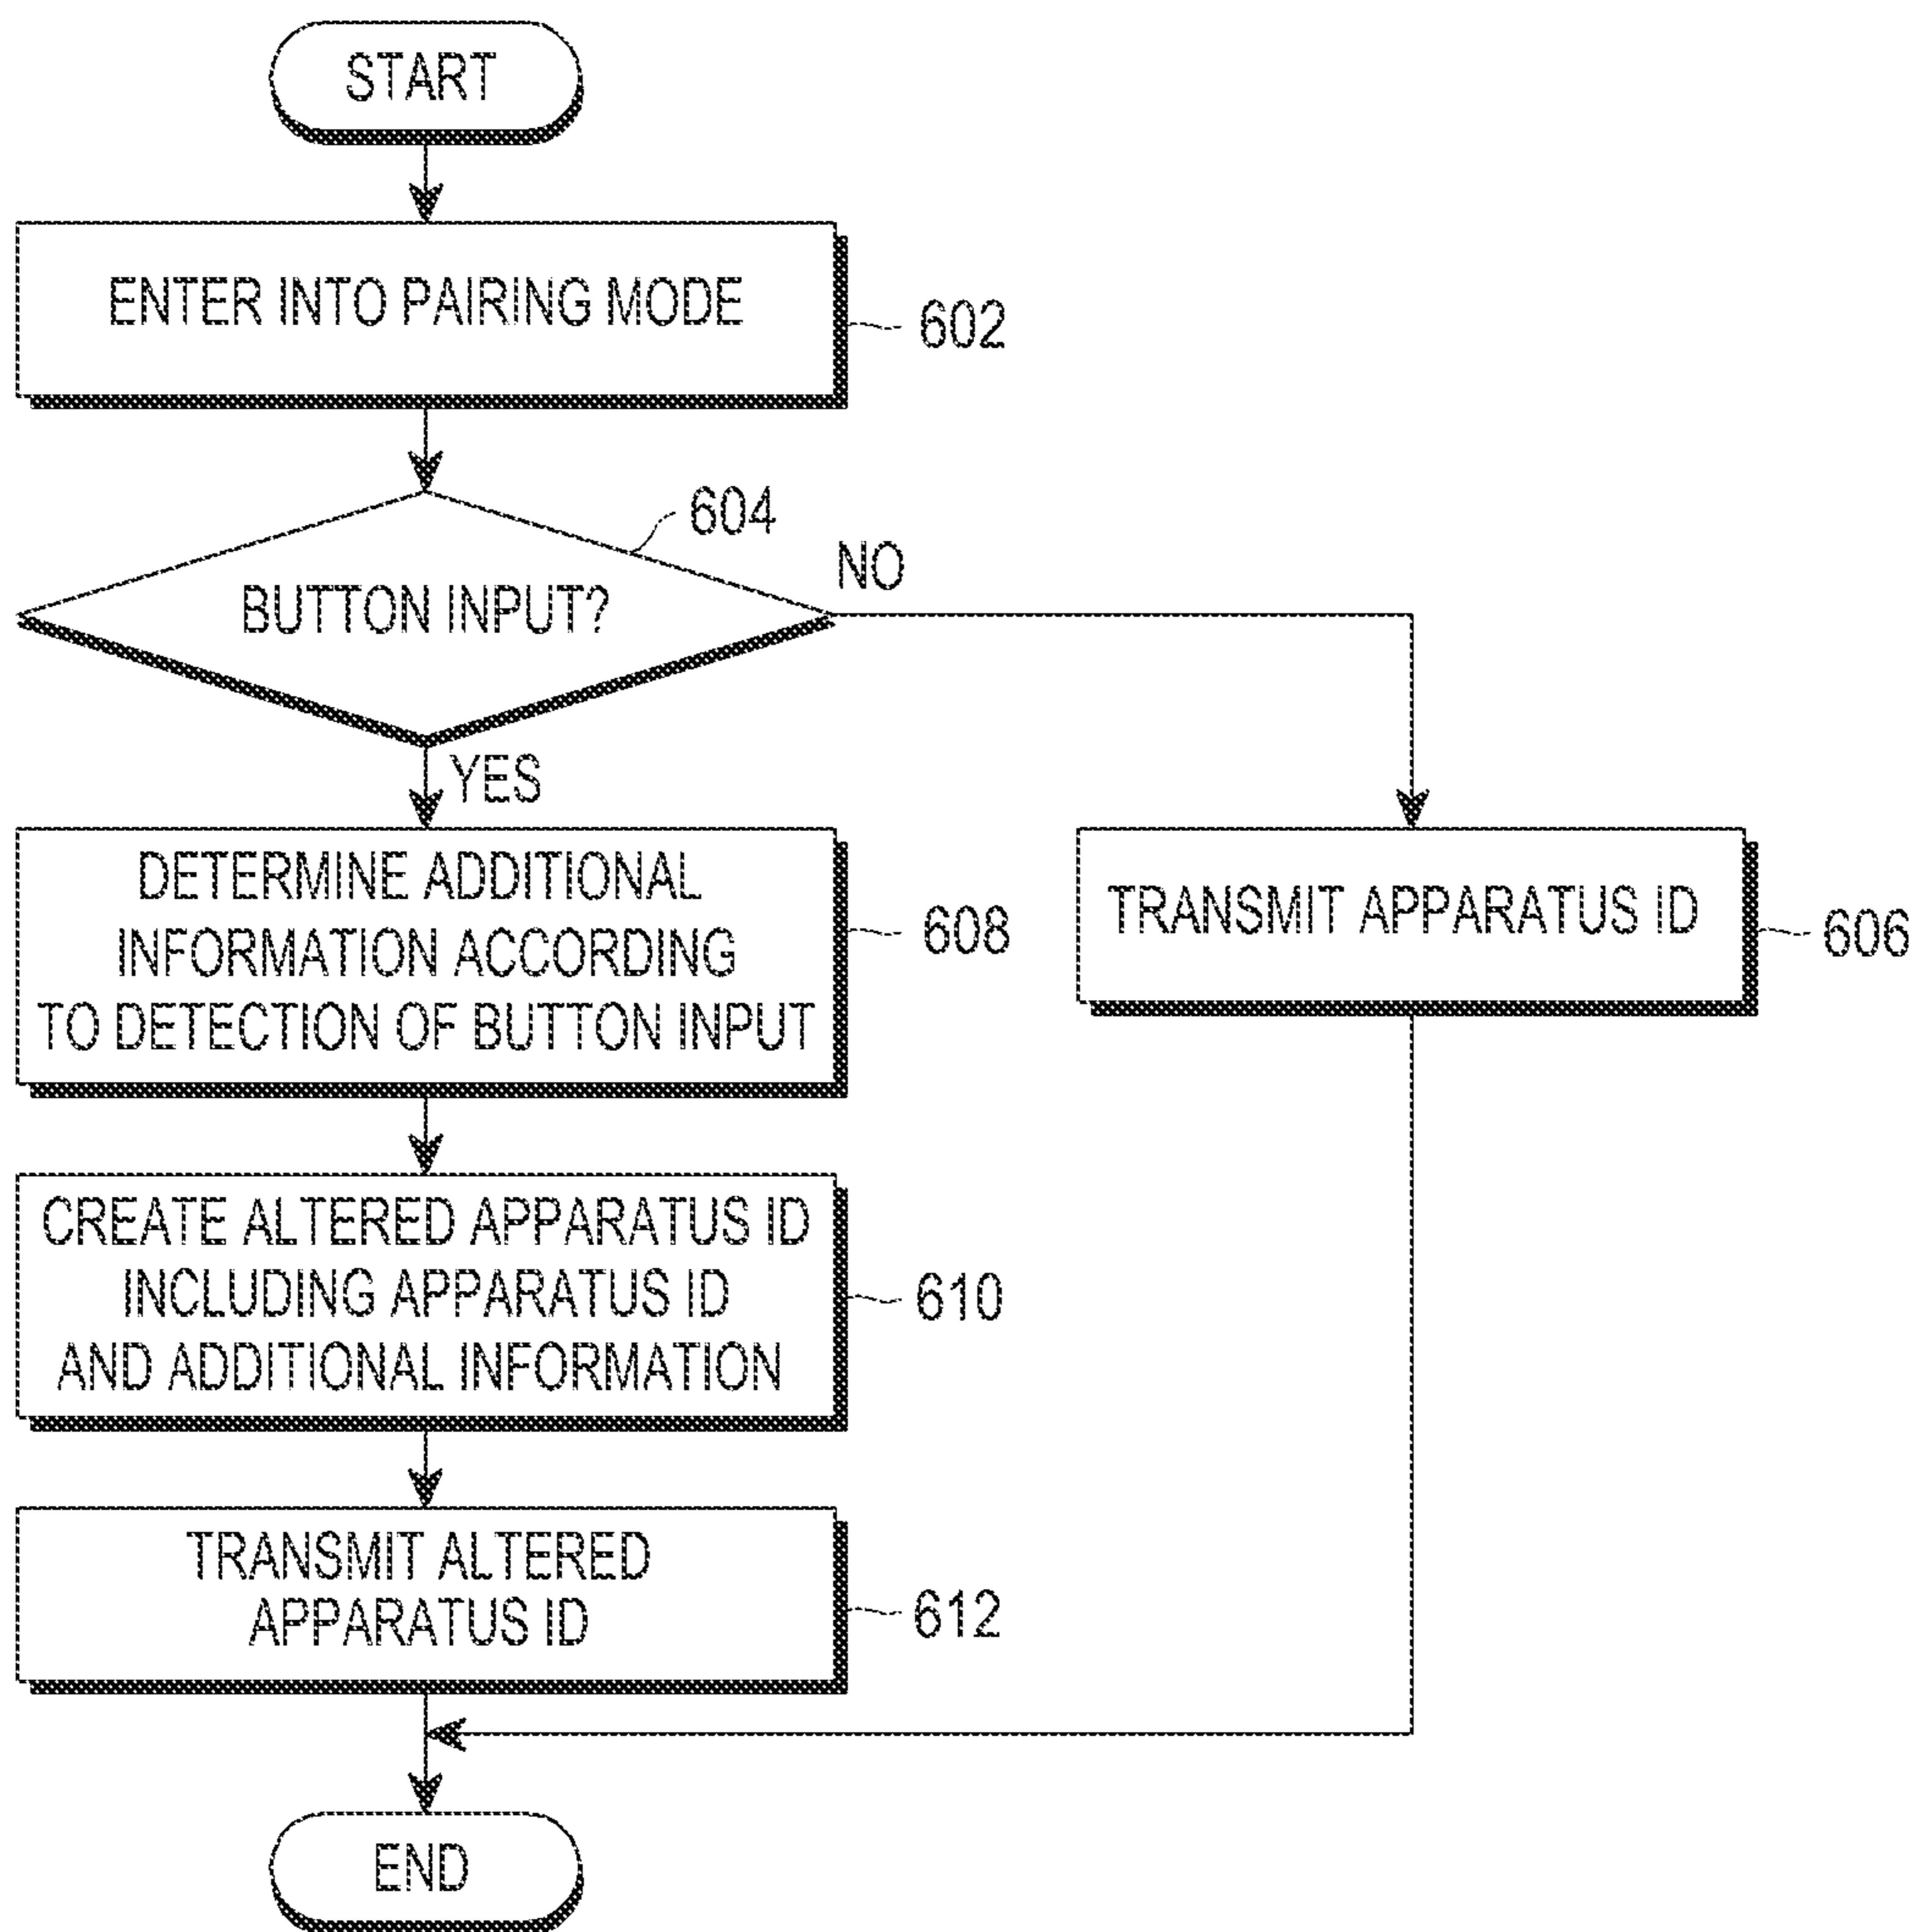 START
ENTER INTO PAIRING MODE
602
604
BUTTON INPUT?
NO
YES
DETERMINE ADDITIONAL
INFORMATION ACCORDING
TO DETECTION OF BUTTON INPUT
608
TRANSMIT APPARATUS ID
606
CREATE ALTERED APPARATUS ID
INCLUDING APPARATUS ID
AND ADDITIONAL INFORMATION
610
TRANSMIT ALTERED
APPARATUS ID
612
END